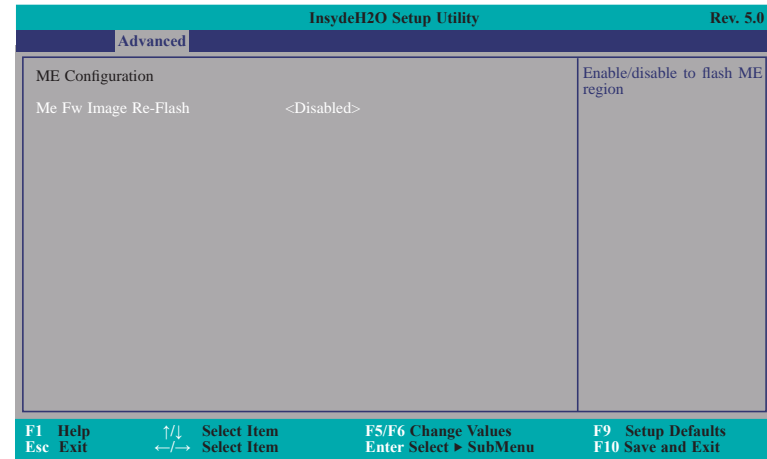 InsydeH2O Setup Utility Rev. 5.0
Advanced
ME Configuration
Me Fw Image Re-Flash <Disabled>
Enable/disable to flash ME
region
F1 Help ↑/↓ Select Item F5/F6 Change Values F9 Setup Defaults
Esc Exit ←/→ Select Item Enter Select ► SubMenu F10 Save and Exit